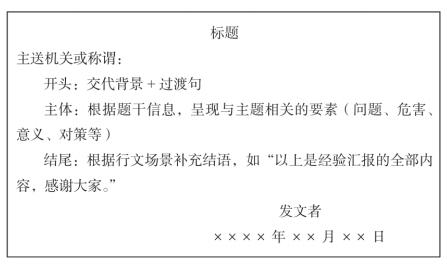 标题
主送机关或称谓：
开头：交代背景+过渡句
主体：根据题干信息，呈现与主题相关的要素（问题、危害、
意义、对策等）
结尾：根据行文场景补充结语，如“以上是经验汇报的全部内
容，感谢大家。”
发文者
××××年××月××日